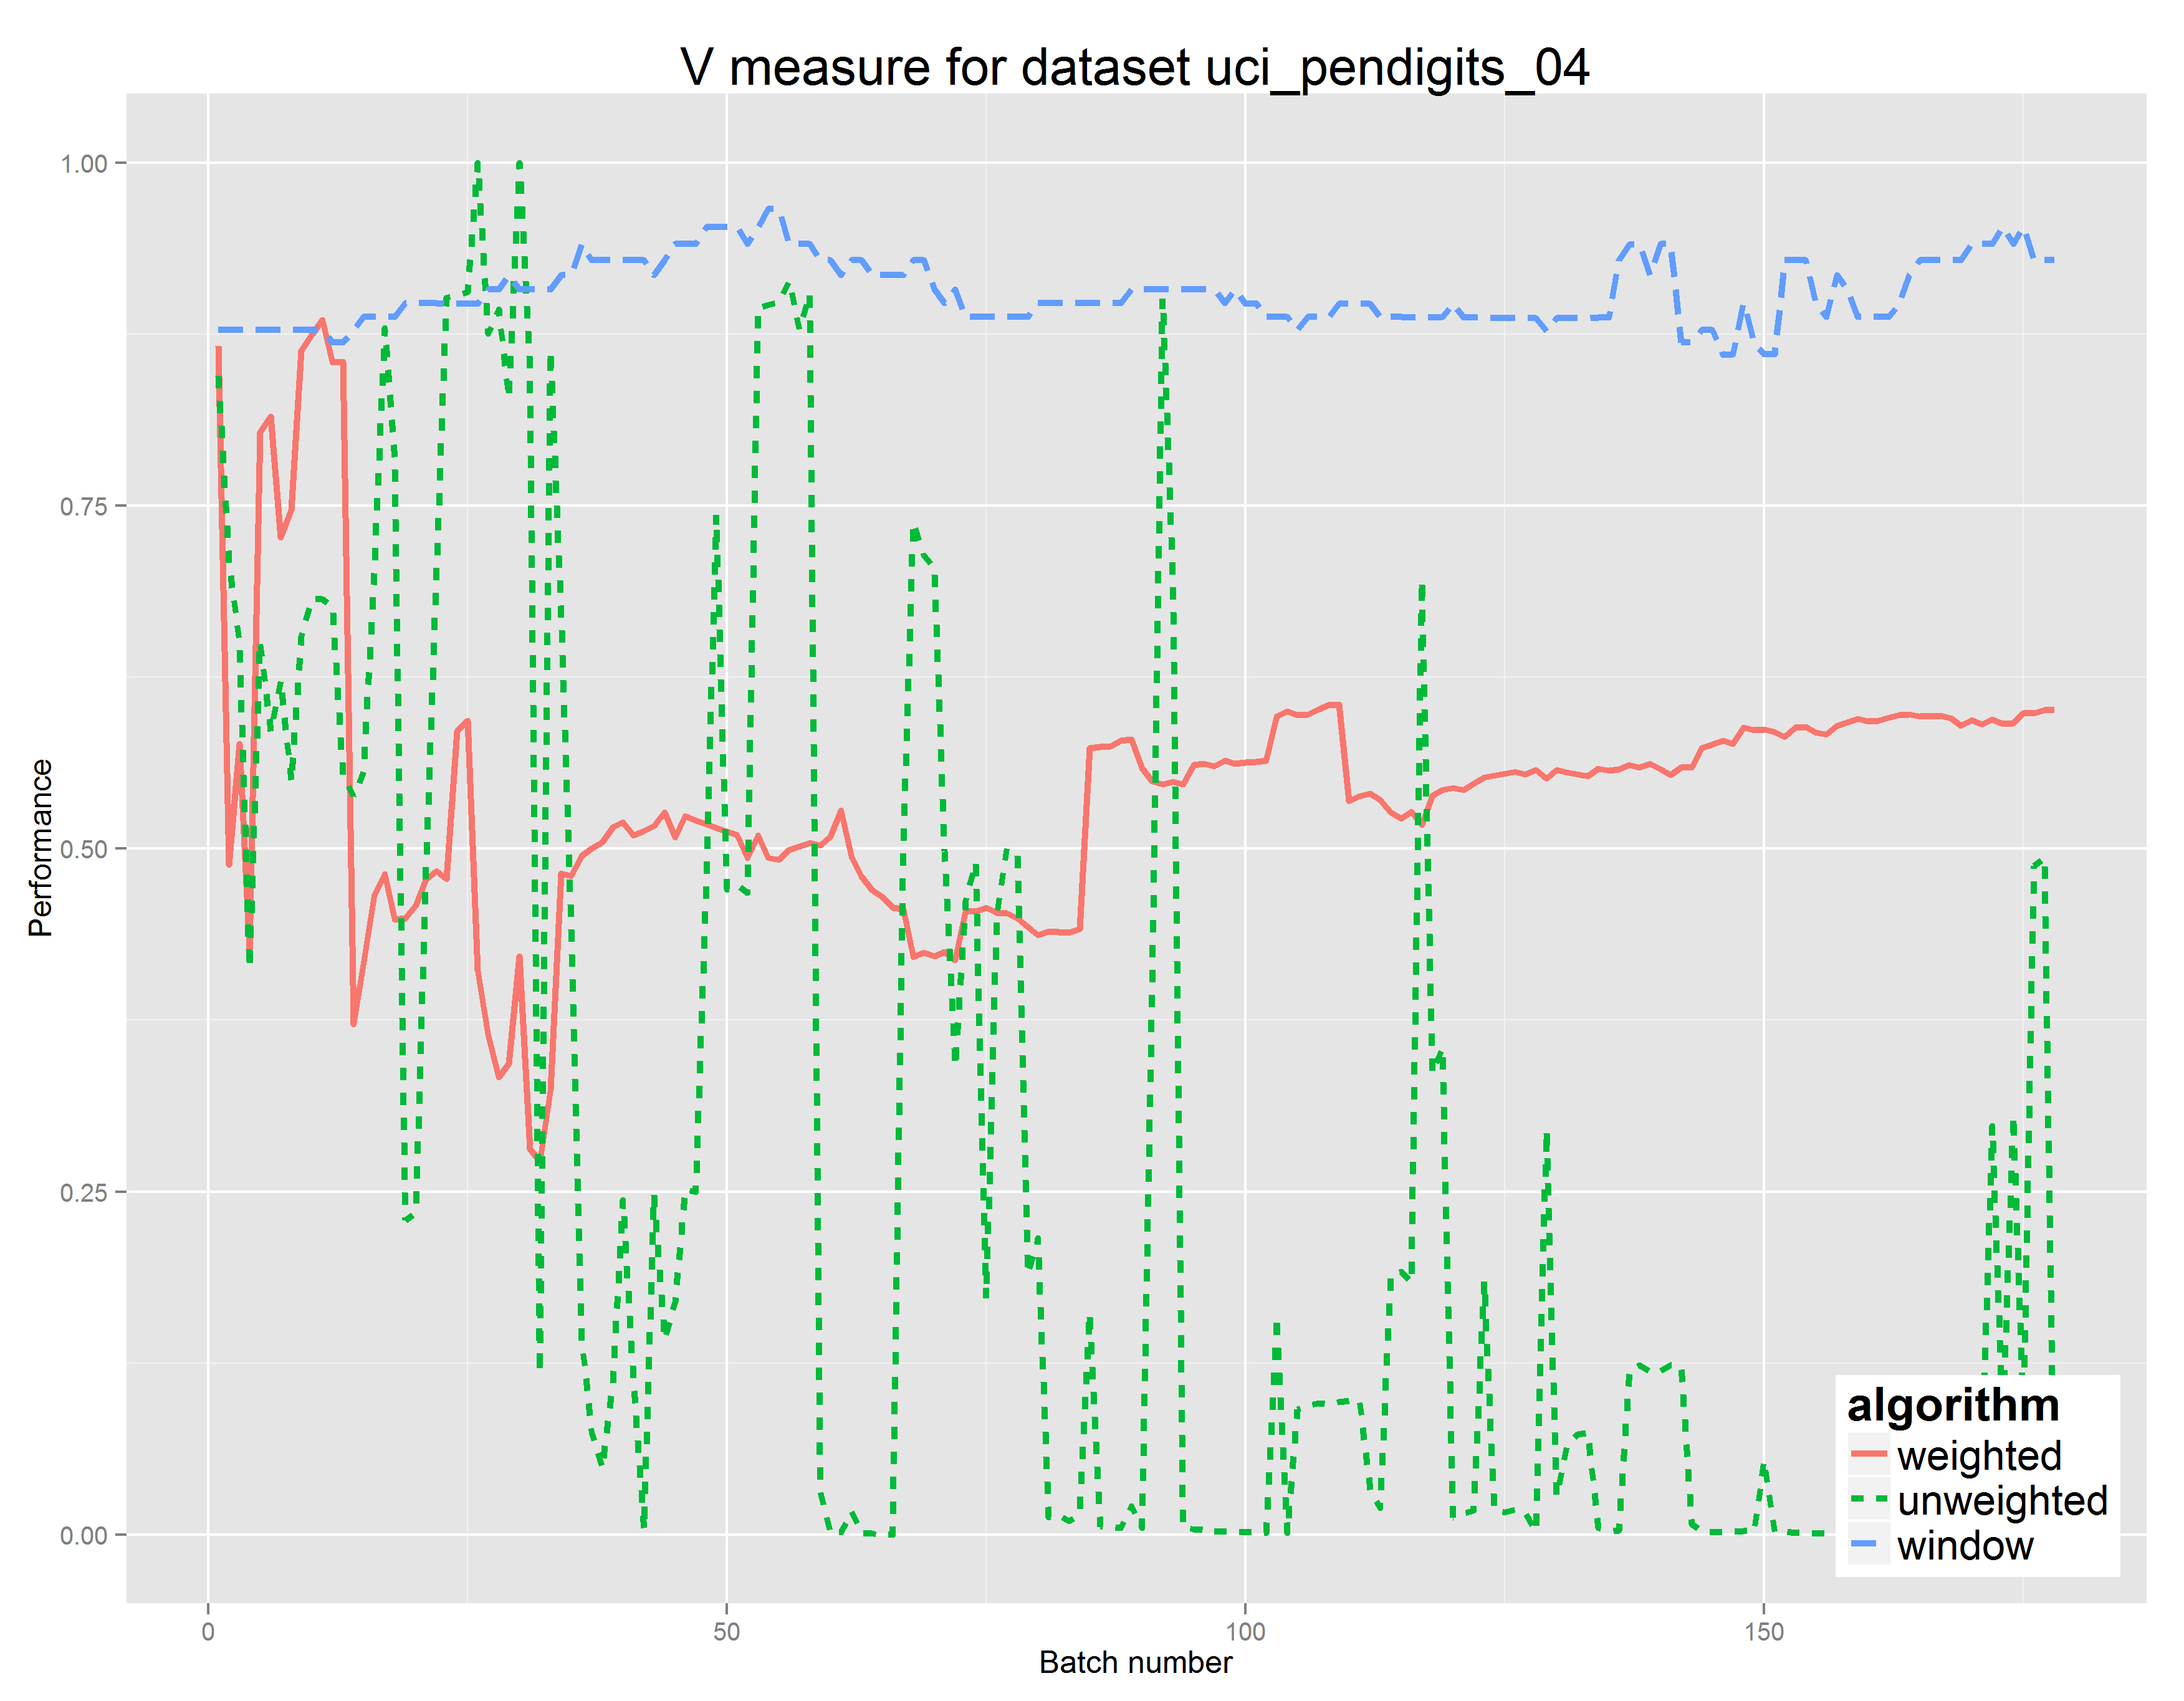 V measure for dataset uci_pendigits_04
Performance
1.00
0.75
0.50
0.25
0.00
0
50
100
150
Batch number
algorithm
weighted
unweighted
window